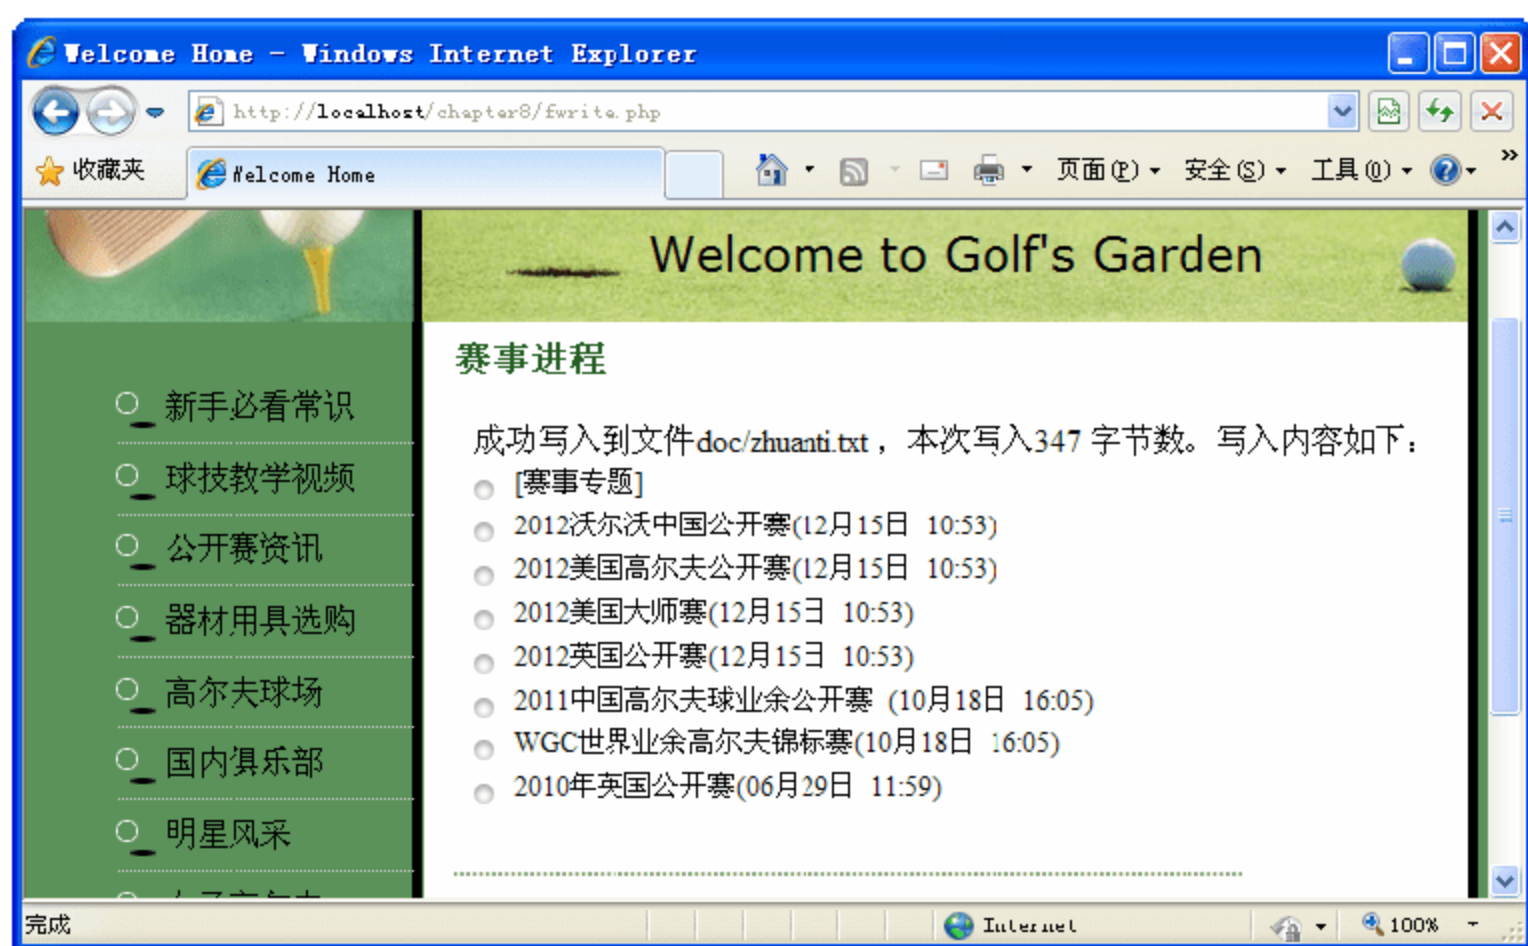 Welcome Home - Windows Internet Explorer
http://localhost/chapter8/fwrite.php
收藏夹
Welcome Home
页面(P)
安全(S)
工具(O)
»
Welcome to Golf's Garden
新手必看常识
球技教学视频
公开赛资讯
器材用具选购
高尔夫球场
国内俱乐部
明星风采
赛事进程
成功写入到文件doc/zhuanti.txt ，本次写入347 字节数。写入内容如下：
[赛事专题]
2012沃尔沃中国公开赛(12月15日 10:53)
2012美国高尔夫公开赛(12月15日 10:53)
2012美国大师赛(12月15日 10:53)
2012英国公开赛(12月15日 10:53)
2011中国高尔夫球业余公开赛 (10月18日 16:05)
WGC世界业余高尔夫锦标赛(10月18日 16:05)
2010年英国公开赛(06月29日 11:59)
完成
Internet
100%